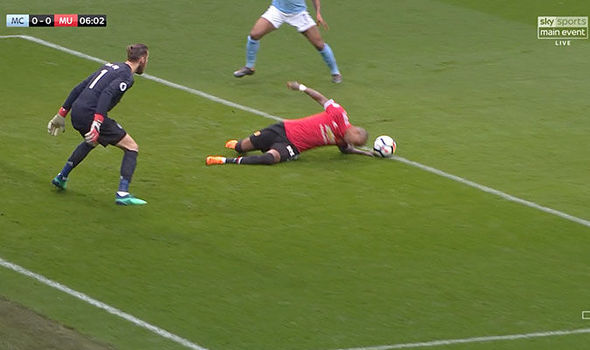 MC 0 - 0 MU 06:02
sky sports
main event
LIVE
1